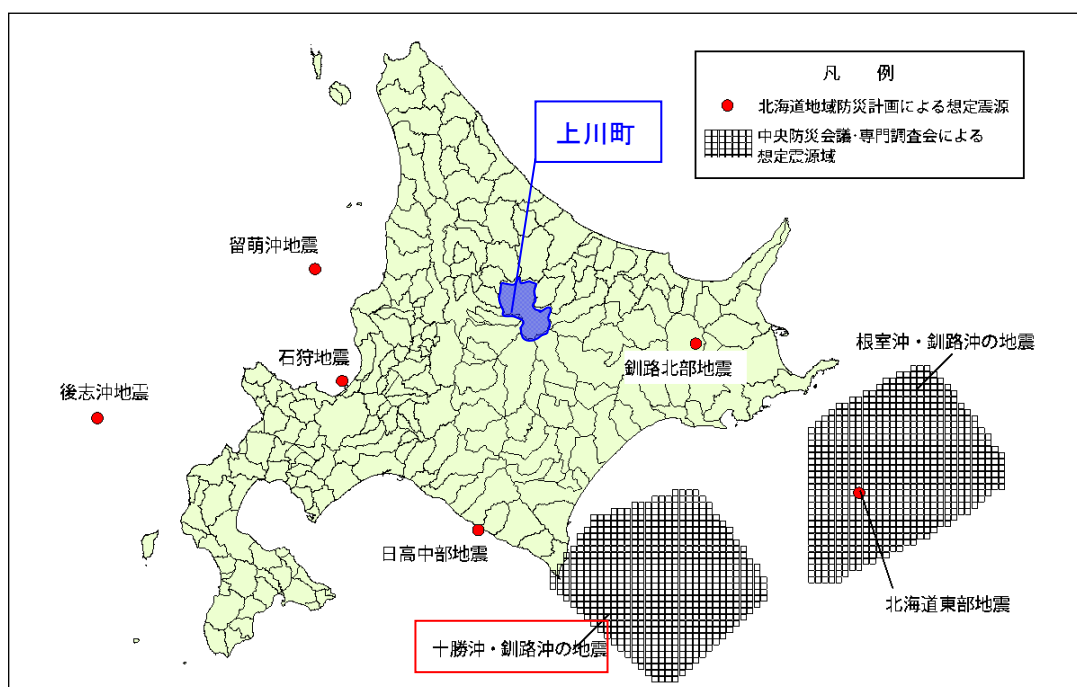 凡 例
北海道地域防災計画による想定震源
中央防災会議・専門調査会による
想定震源域
上川町
留萌沖地震
石狩地震
後志沖地震
釧路北部地震
根室沖・釧路沖の地震
日高中部地震
北海道東部地震
十勝沖・釧路沖の地震